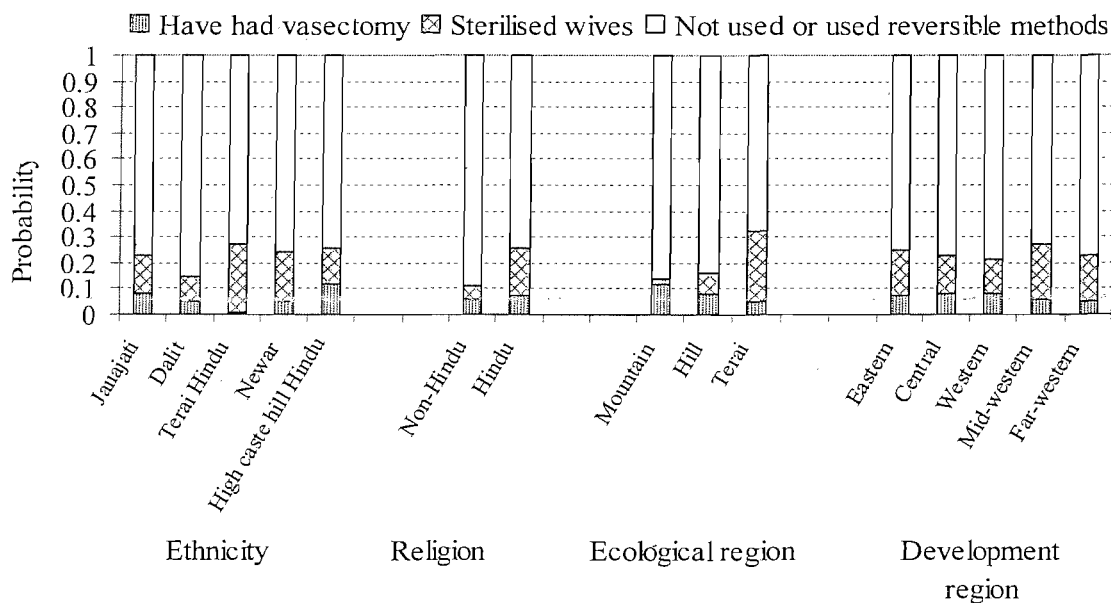 Have had vasectomy Sterilised wives Not used or used reversible methods
1
0.9
0.8
0.7
0.6
0.5
0.4
0.3
0.2
0.1
0
Probability
Janajati
Dalit
Terai Hindu
Newar
High caste hill Hindu
Non-Hindu
Hindu
Mountain
Hill
Terai
Eastern
Central
Western
Mid-western
Far-western
Ethnicity
Religion
Ecological region
Development
region